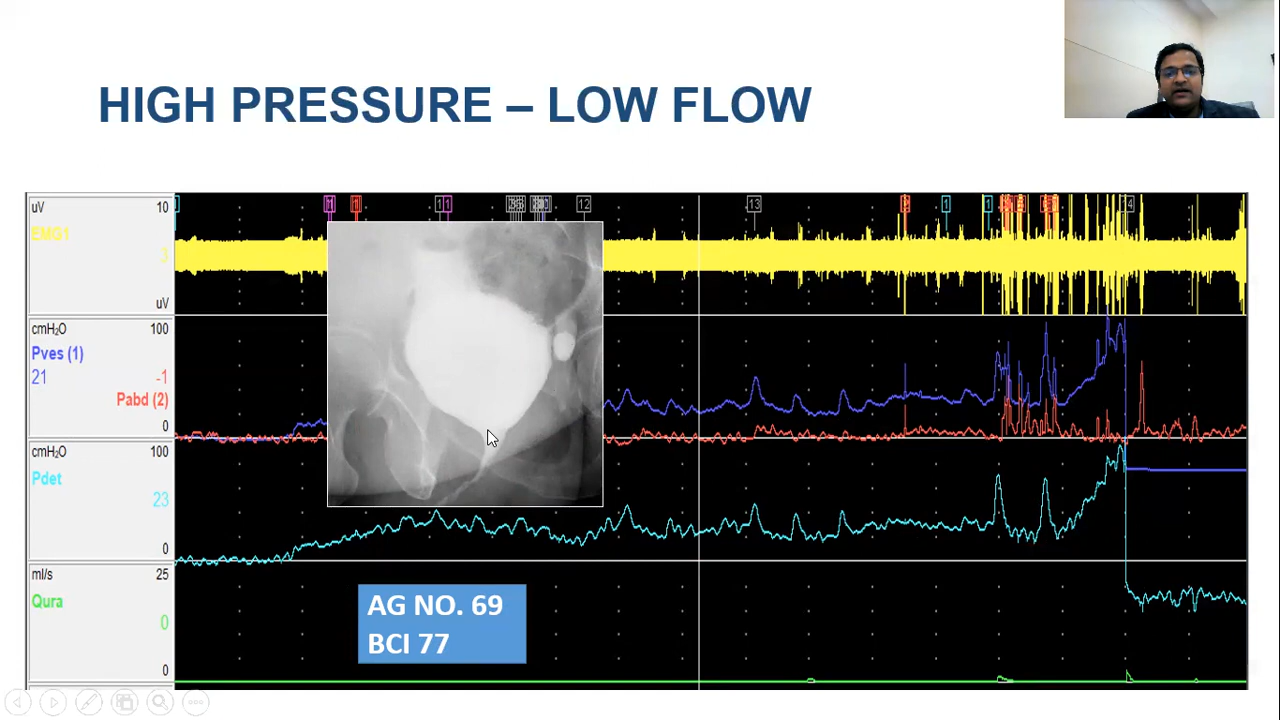 HIGH PRESSURE – LOW FLOW
uV 10
EMG1
3
uV
12
13
cmH₂O 100
Pves (1)
21 -1
Pabd (2)
0
cmH₂O 100
Pdet
23
0
ml/s 25
Qura
0
0
AG NO. 69
BCI 77